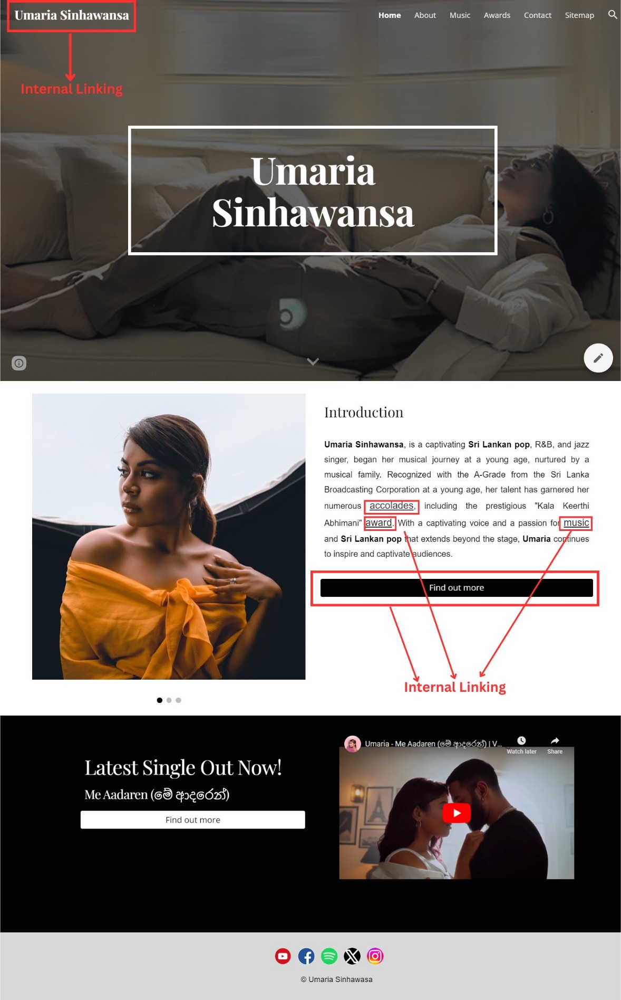 Umaria Sinhawansa
Home About Music Awards Contact Sitemap
Internal Linking
Umaria
Sinhawansa
Introduction
Umaria Sinhawansa, is a captivating Sri Lankan pop, R&B, and jazz
singer, began her musical journey at a young age, nurtured by a
musical family. Recognized with the A-Grade from the Sri Lanka
Broadcasting Corporation at a young age, her talent has garnered her
numerous accolades, including the prestigious "Kala Keerthi
Abhimani" award. With a captivating voice and a passion for music
and Sri Lankan pop that extends beyond the stage, Umaria continues
to inspire and captivate audiences.
Find out more
Internal Linking
Latest Single Out Now!
Me Aadaren (මේ ආදරෙන්)
Find out more
Umaria - Me Aadaren (මේ ආදරෙන්) | V...
Watch later Share
© Umaria Sinhawasa